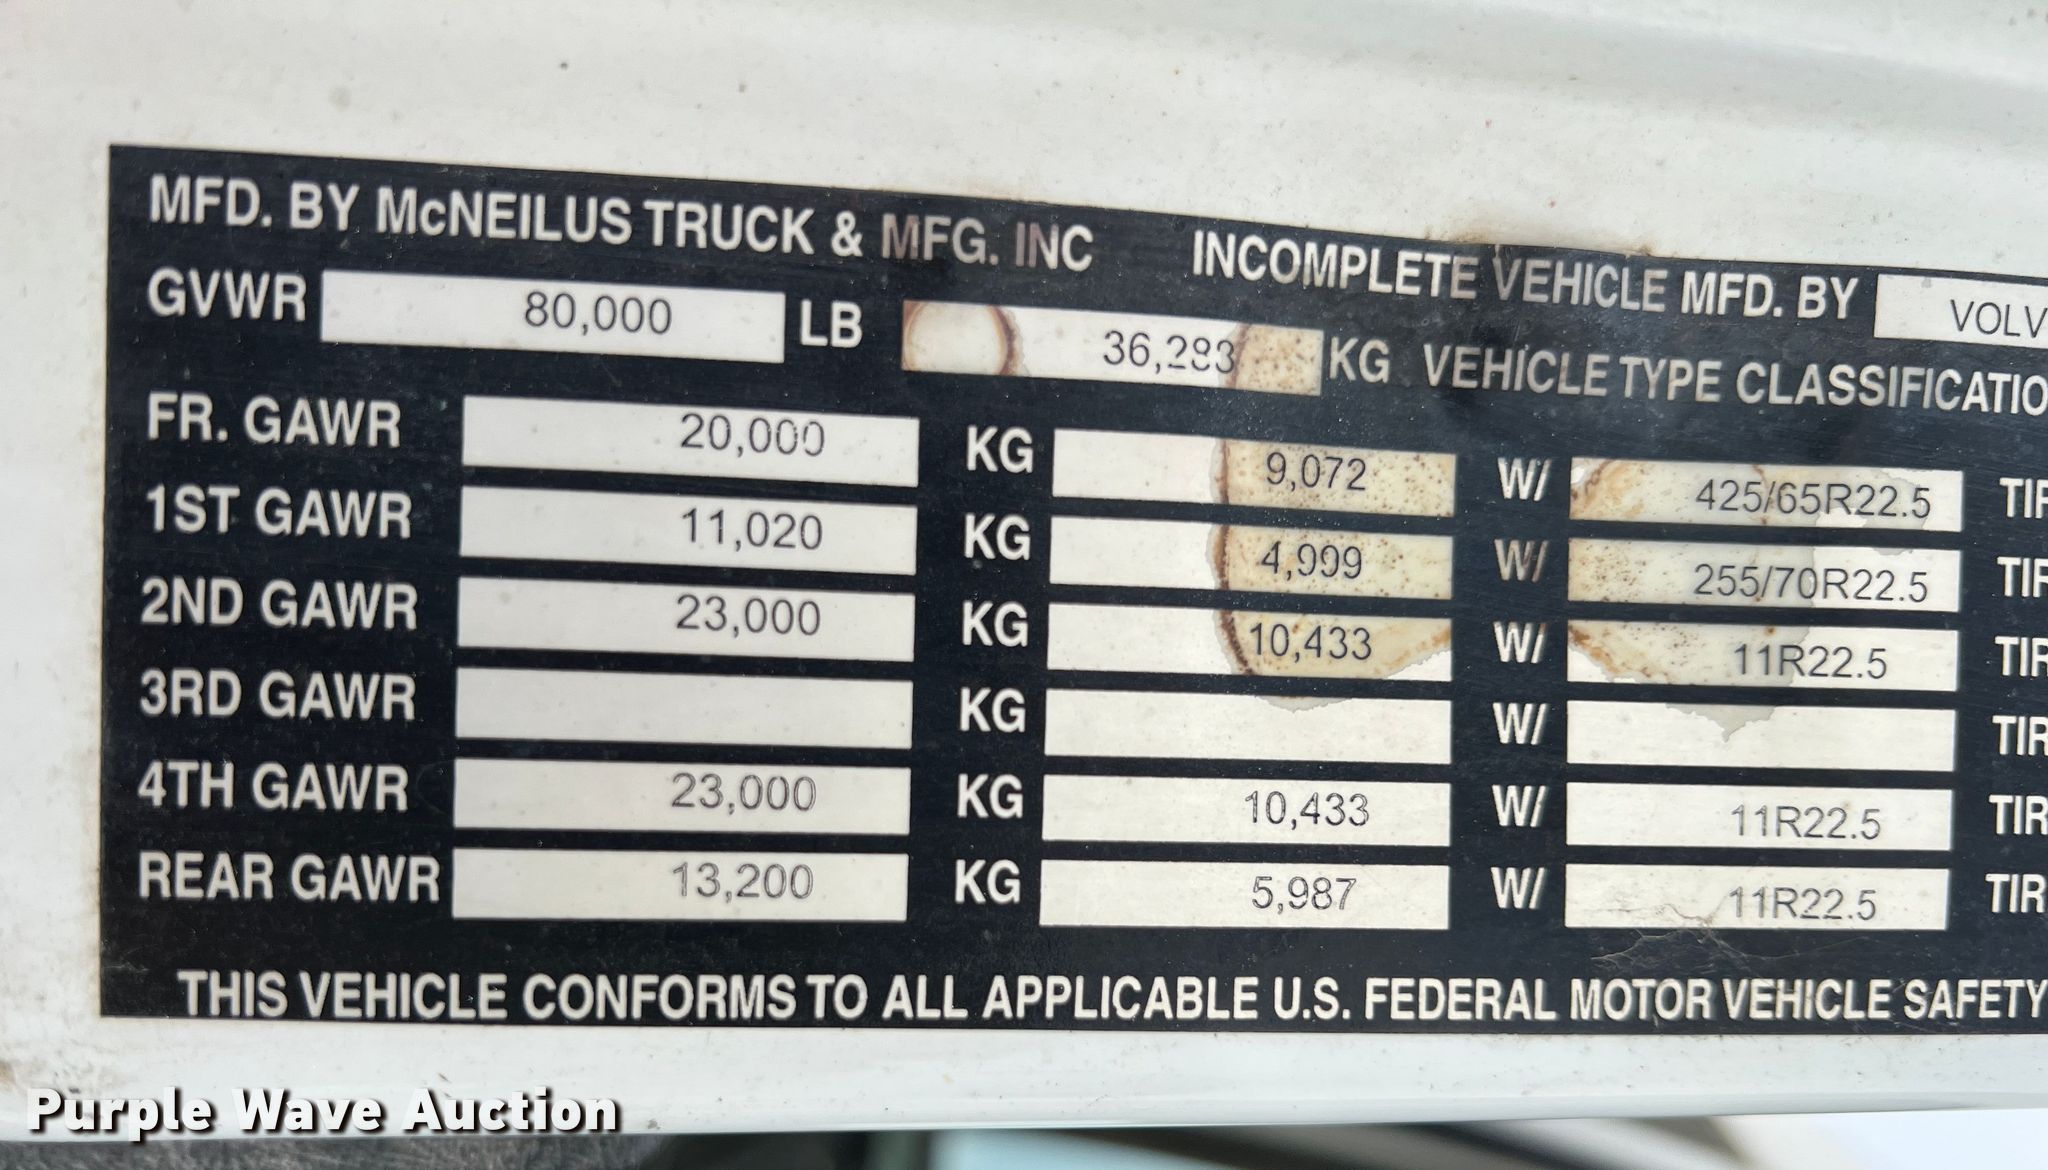 MFD. BY McNEILUS TRUCK & MFG. INC INCOMPLETE VEHICLE MFD. BY VOLV
GVWR 80,000 LB 36,283 KG VEHICLE TYPE CLASSIFICATIO
FR. GAWR 20,000 KG 9,072 W/ 425/65R22.5 TIR
1ST GAWR 11,020 KG 4,999 W/ 255/70R22.5 TIR
2ND GAWR 23,000 KG 10,433 W/ 11R22.5 TIR
3RD GAWR KG W/ TIR
4TH GAWR 23,000 KG 10,433 W/ 11R22.5 TIR
REAR GAWR 13,200 KG 5,987 W/ 11R22.5 TIR
THIS VEHICLE CONFORMS TO ALL APPLICABLE U.S. FEDERAL MOTOR VEHICLE SAFETY
Purple Wave Auction